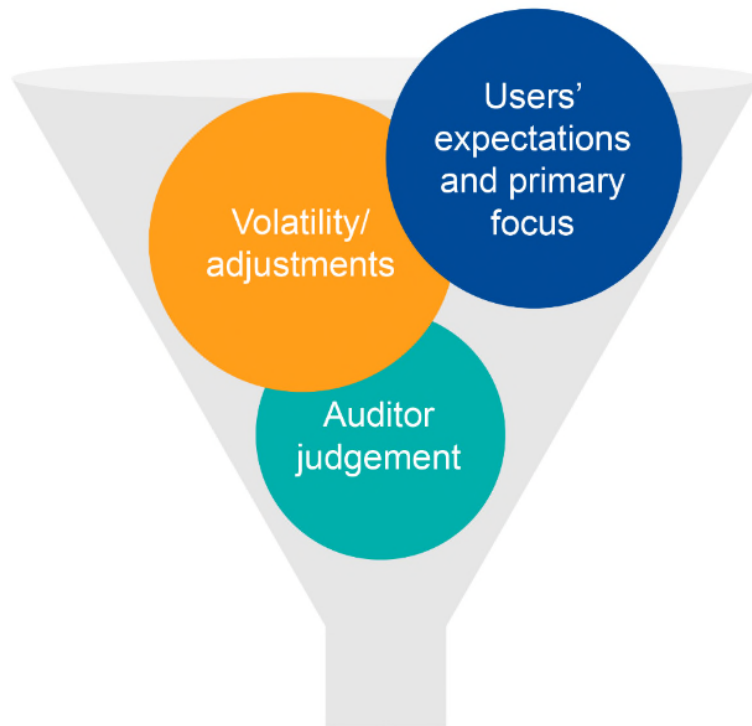 Users’
expectations
and primary
focus
Volatility/
adjustments
Auditor
judgement